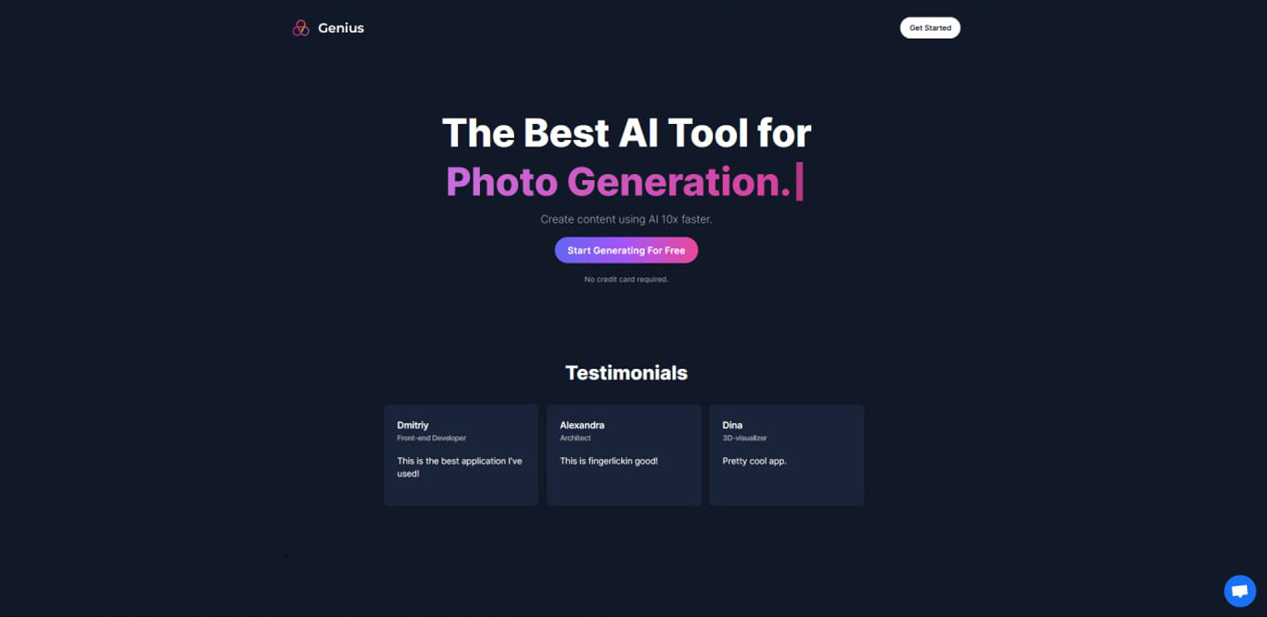 Genius
Get Started
The Best AI Tool for
Photo Generation.
Create content using AI 10x faster.
Start Generating For Free
No credit card required.
Testimonials
Dmitriy
Front-end Developer
This is the best application I've
used!
Alexandra
Architect
This is fingerlickin good!
Dina
3D-visualizer
Pretty cool app.